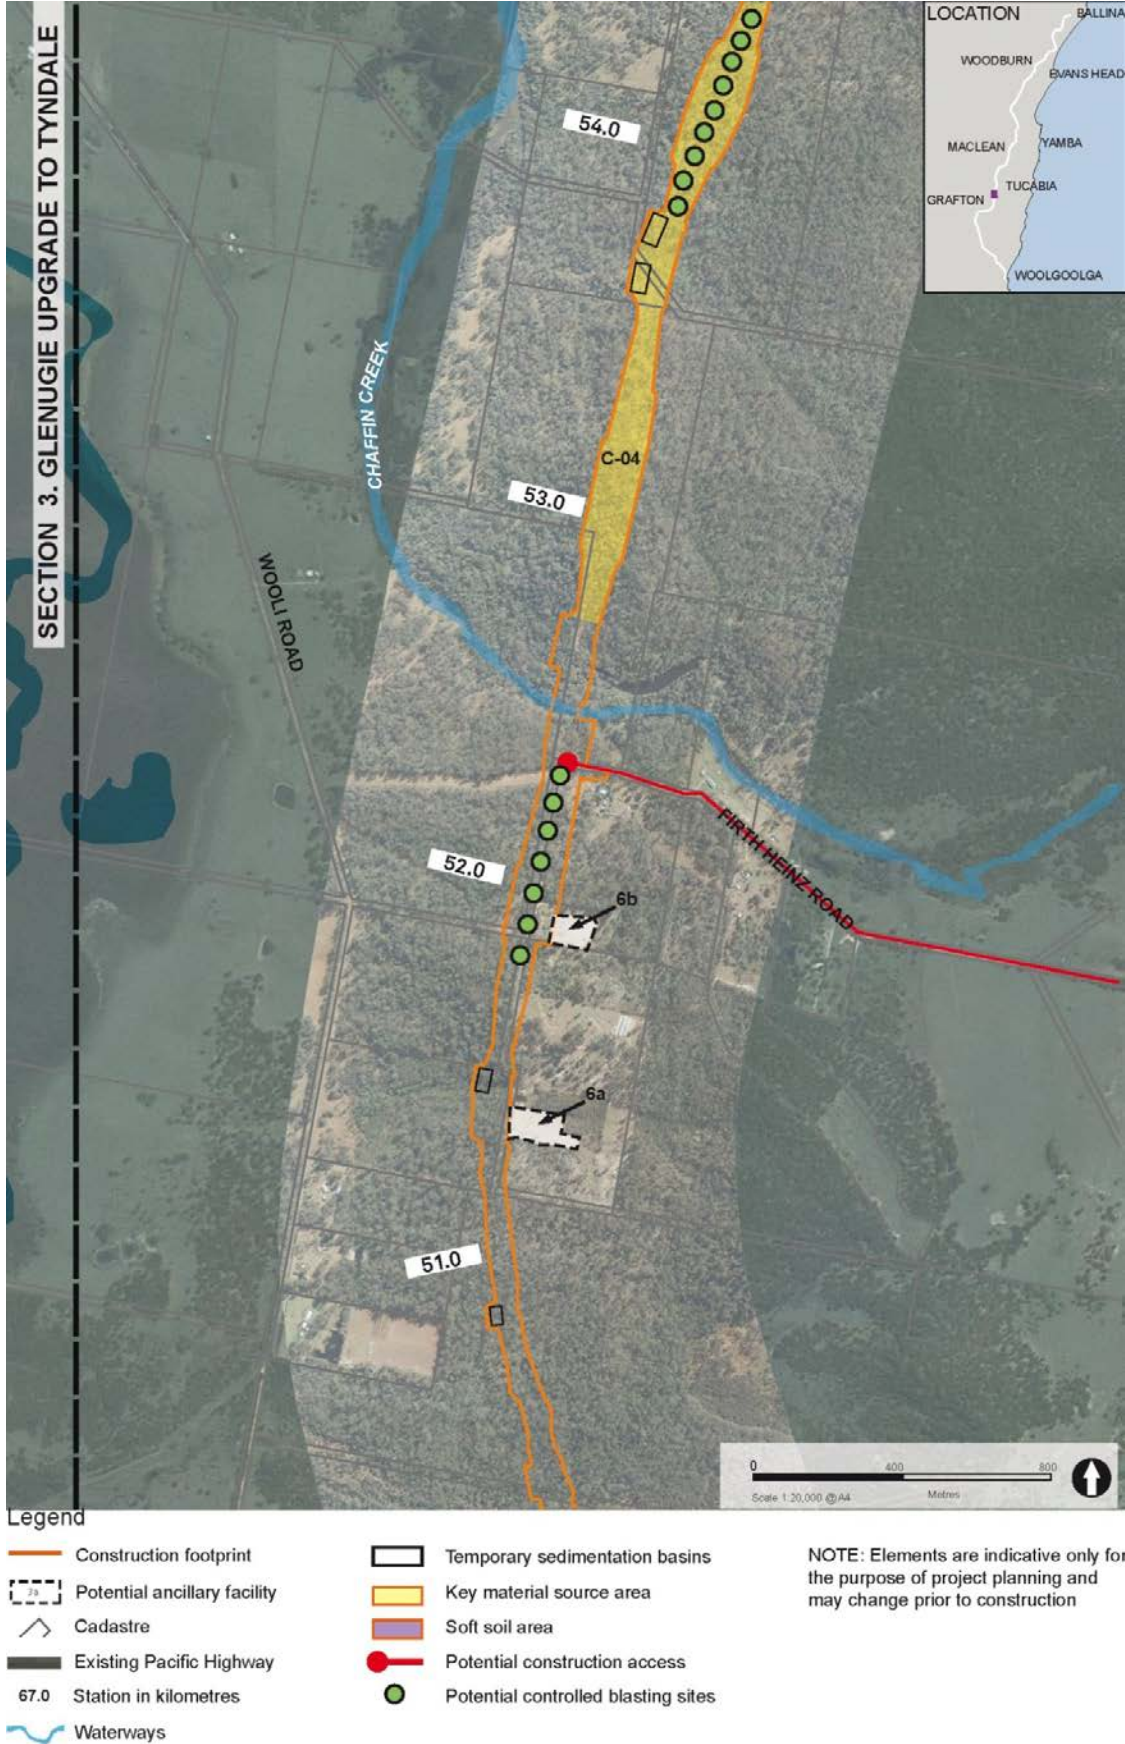 SECTION 3. GLENUGIE UPGRADE TO TYNDALE
LOCATION
BALLINA
WOODBURN
EVANS HEAD
MACLEAN
YAMBA
TUCABIA
GRAFTON
WOOLGOOLGA
54.0
CHAFFIN CREEK
C-04
53.0
WOOLI ROAD
FIRTH HEINZ ROAD
52.0
6b
6a
51.0
0 400 800
Scale 1:20,000 @A4 Metres
Legend
Construction footprint
Potential ancillary facility
Cadastre
Existing Pacific Highway
67.0 Station in kilometres
Waterways
Temporary sedimentation basins
Key material source area
Soft soil area
Potential construction access
Potential controlled blasting sites
NOTE: Elements are indicative only for
the purpose of project planning and
may change prior to construction